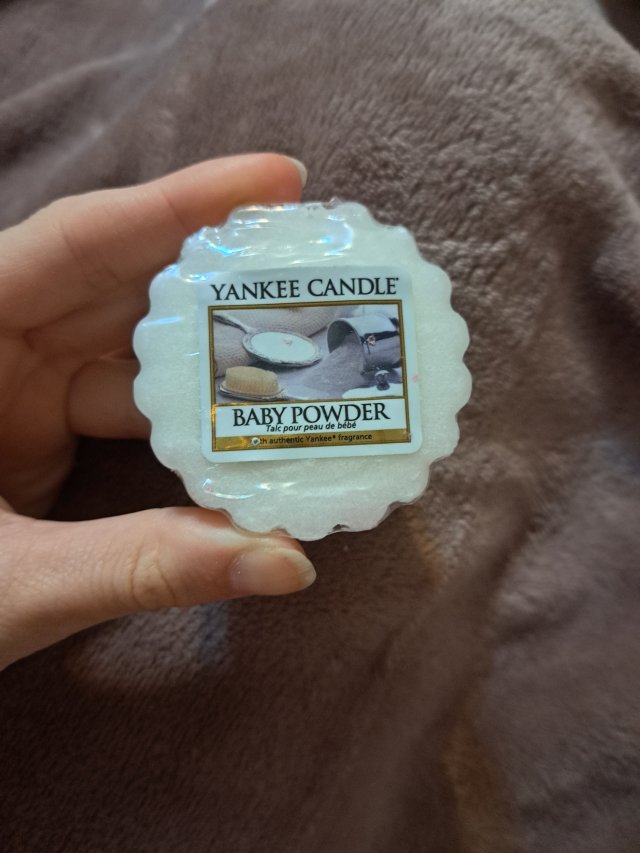 YANKEE CANDLE®
BABY POWDER
Talc pour peau de bébé
authentic Yankee® fragrance